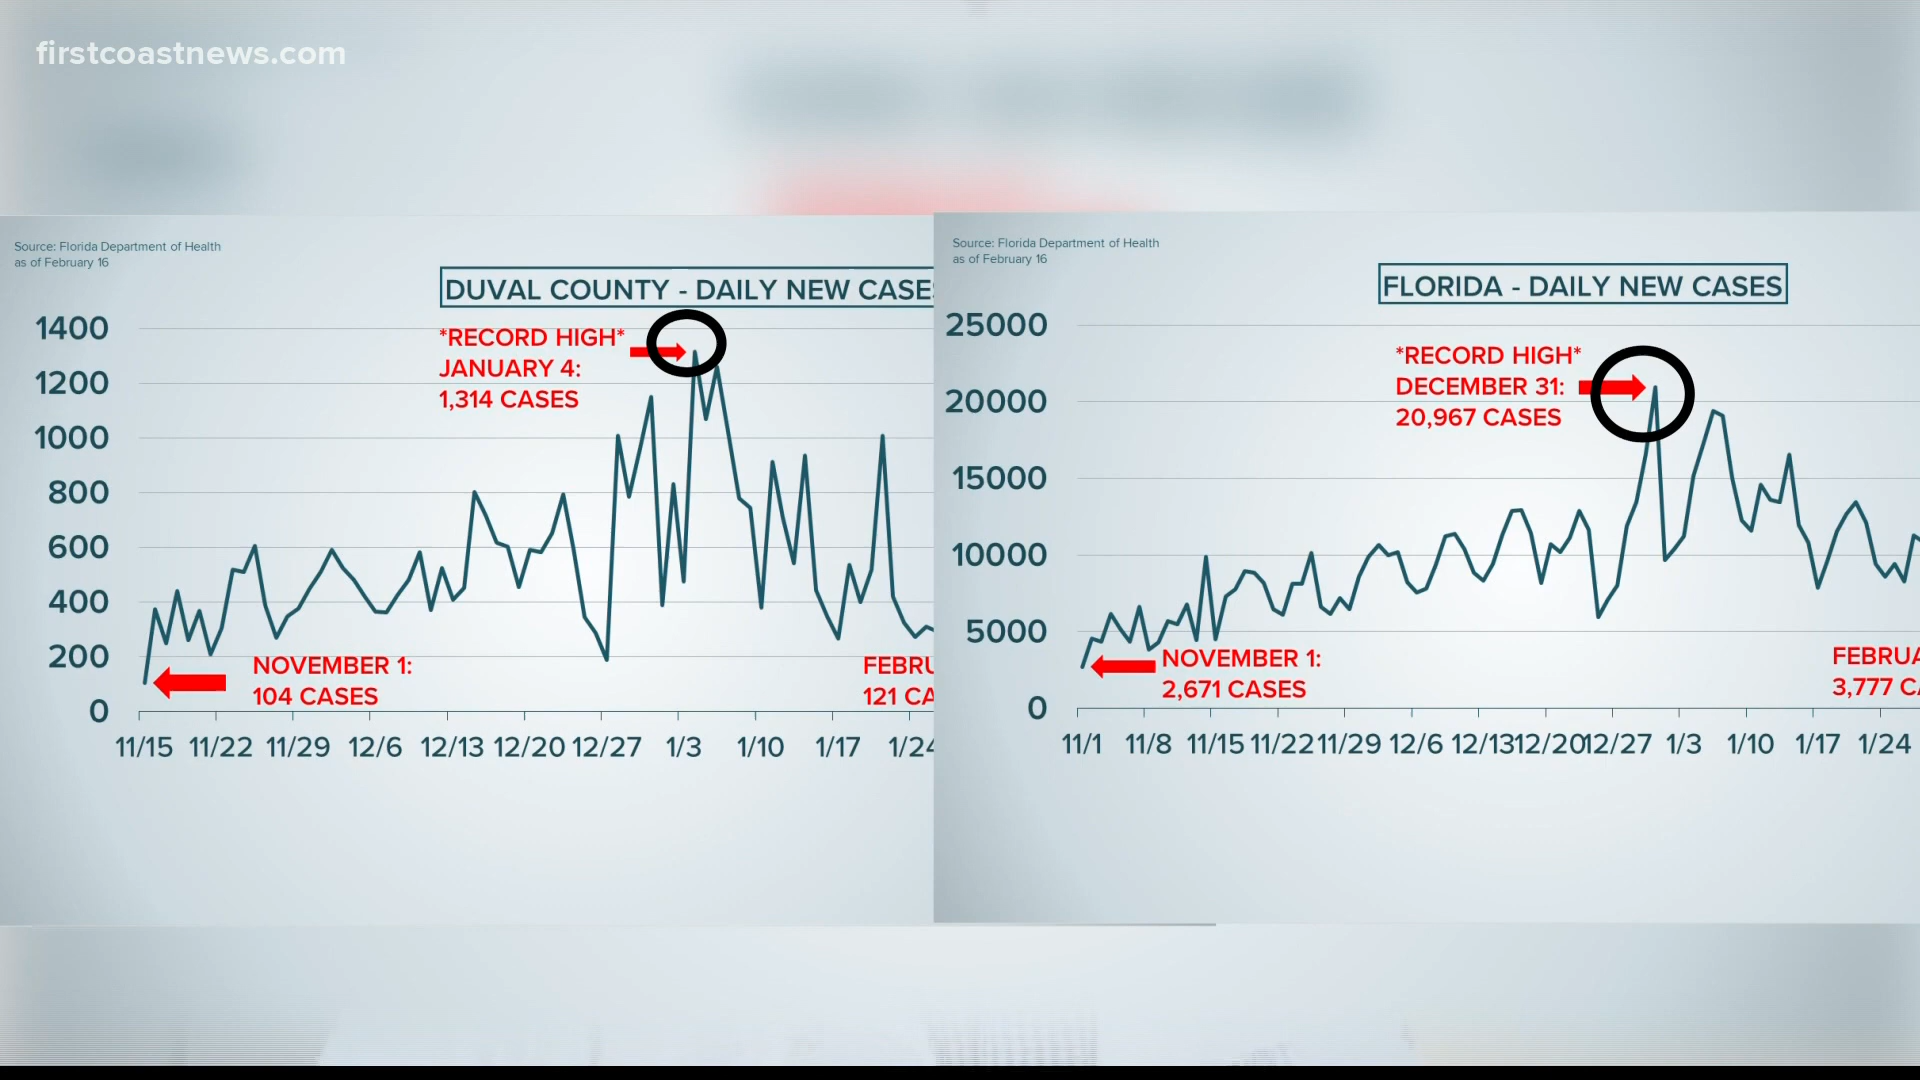 firstcoastnews.com
Source: Florida Department of Health
as of February 16
DUVAL COUNTY - DAILY NEW CASE
1400
1200
1000
800
600
400
200
0
*RECORD HIGH*
JANUARY 4:
1,314 CASES
NOVEMBER 1:
104 CASES
FEBRU
121 CA
11/15 11/22 11/29 12/6 12/13 12/20 12/27 1/3 1/10 1/17 1/24
Source: Florida Department of Health
as of February 16
FLORIDA - DAILY NEW CASES
25000
20000
15000
10000
5000
0
*RECORD HIGH*
DECEMBER 31:
20,967 CASES
NOVEMBER 1:
2,671 CASES
FEBRUA
3,777 CA
11/1 11/8 11/15 11/22 11/29 12/6 12/13 12/20 12/27 1/3 1/10 1/17 1/24